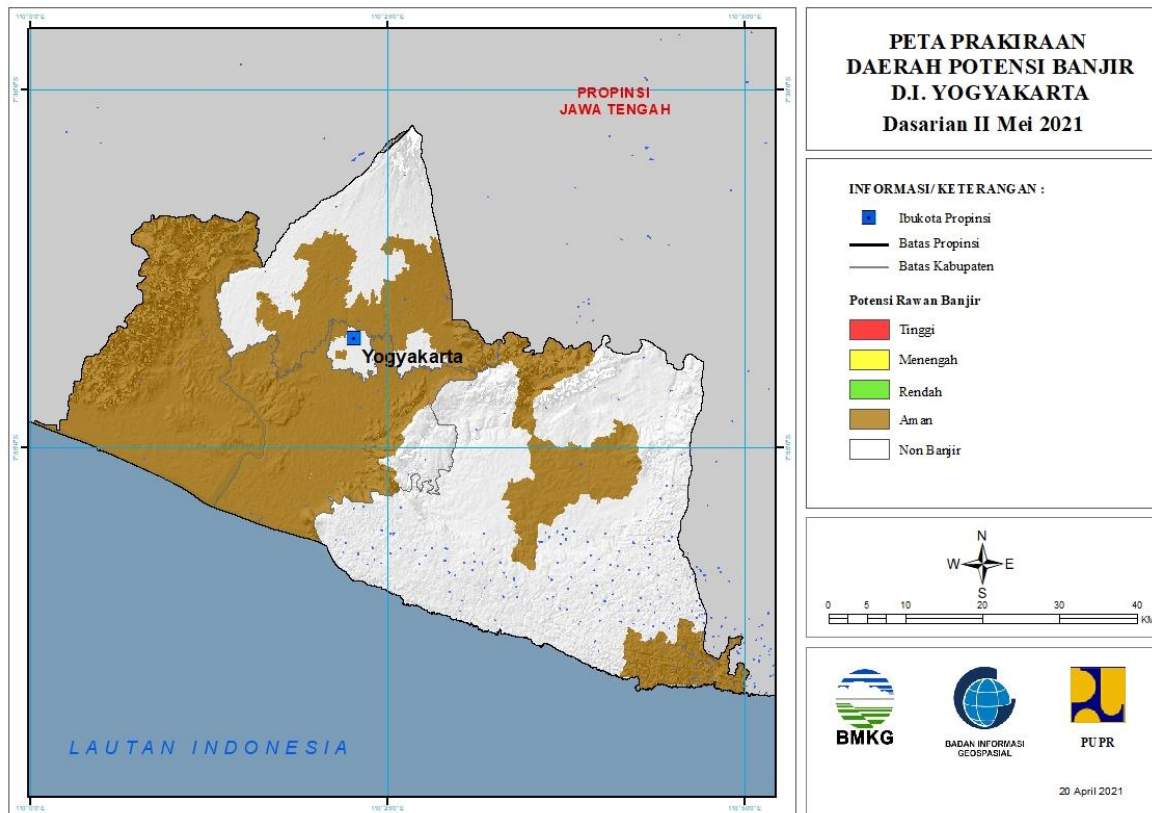 PETA PRAKIRAAN
DAERAH POTENSI BANJIR
D.I. YOGYAKARTA
Dasarian II Mei 2021
INFORMASI/ KETERANGAN :
Ibukota Propinsi
Batas Propinsi
Batas Kabupaten
Potensi Rawan Banjir
Tinggi
Menengah
Rendah
Aman
Non Banjir
N
W E
S
0 5 10 20 30 40
KM
BMKG
BADAN INFORMASI
GEOSPASIAL
PUPR
20 April 2021
PROPINSI
JAWA TENGAH
Yogyakarta
LAUTAN INDONESIA